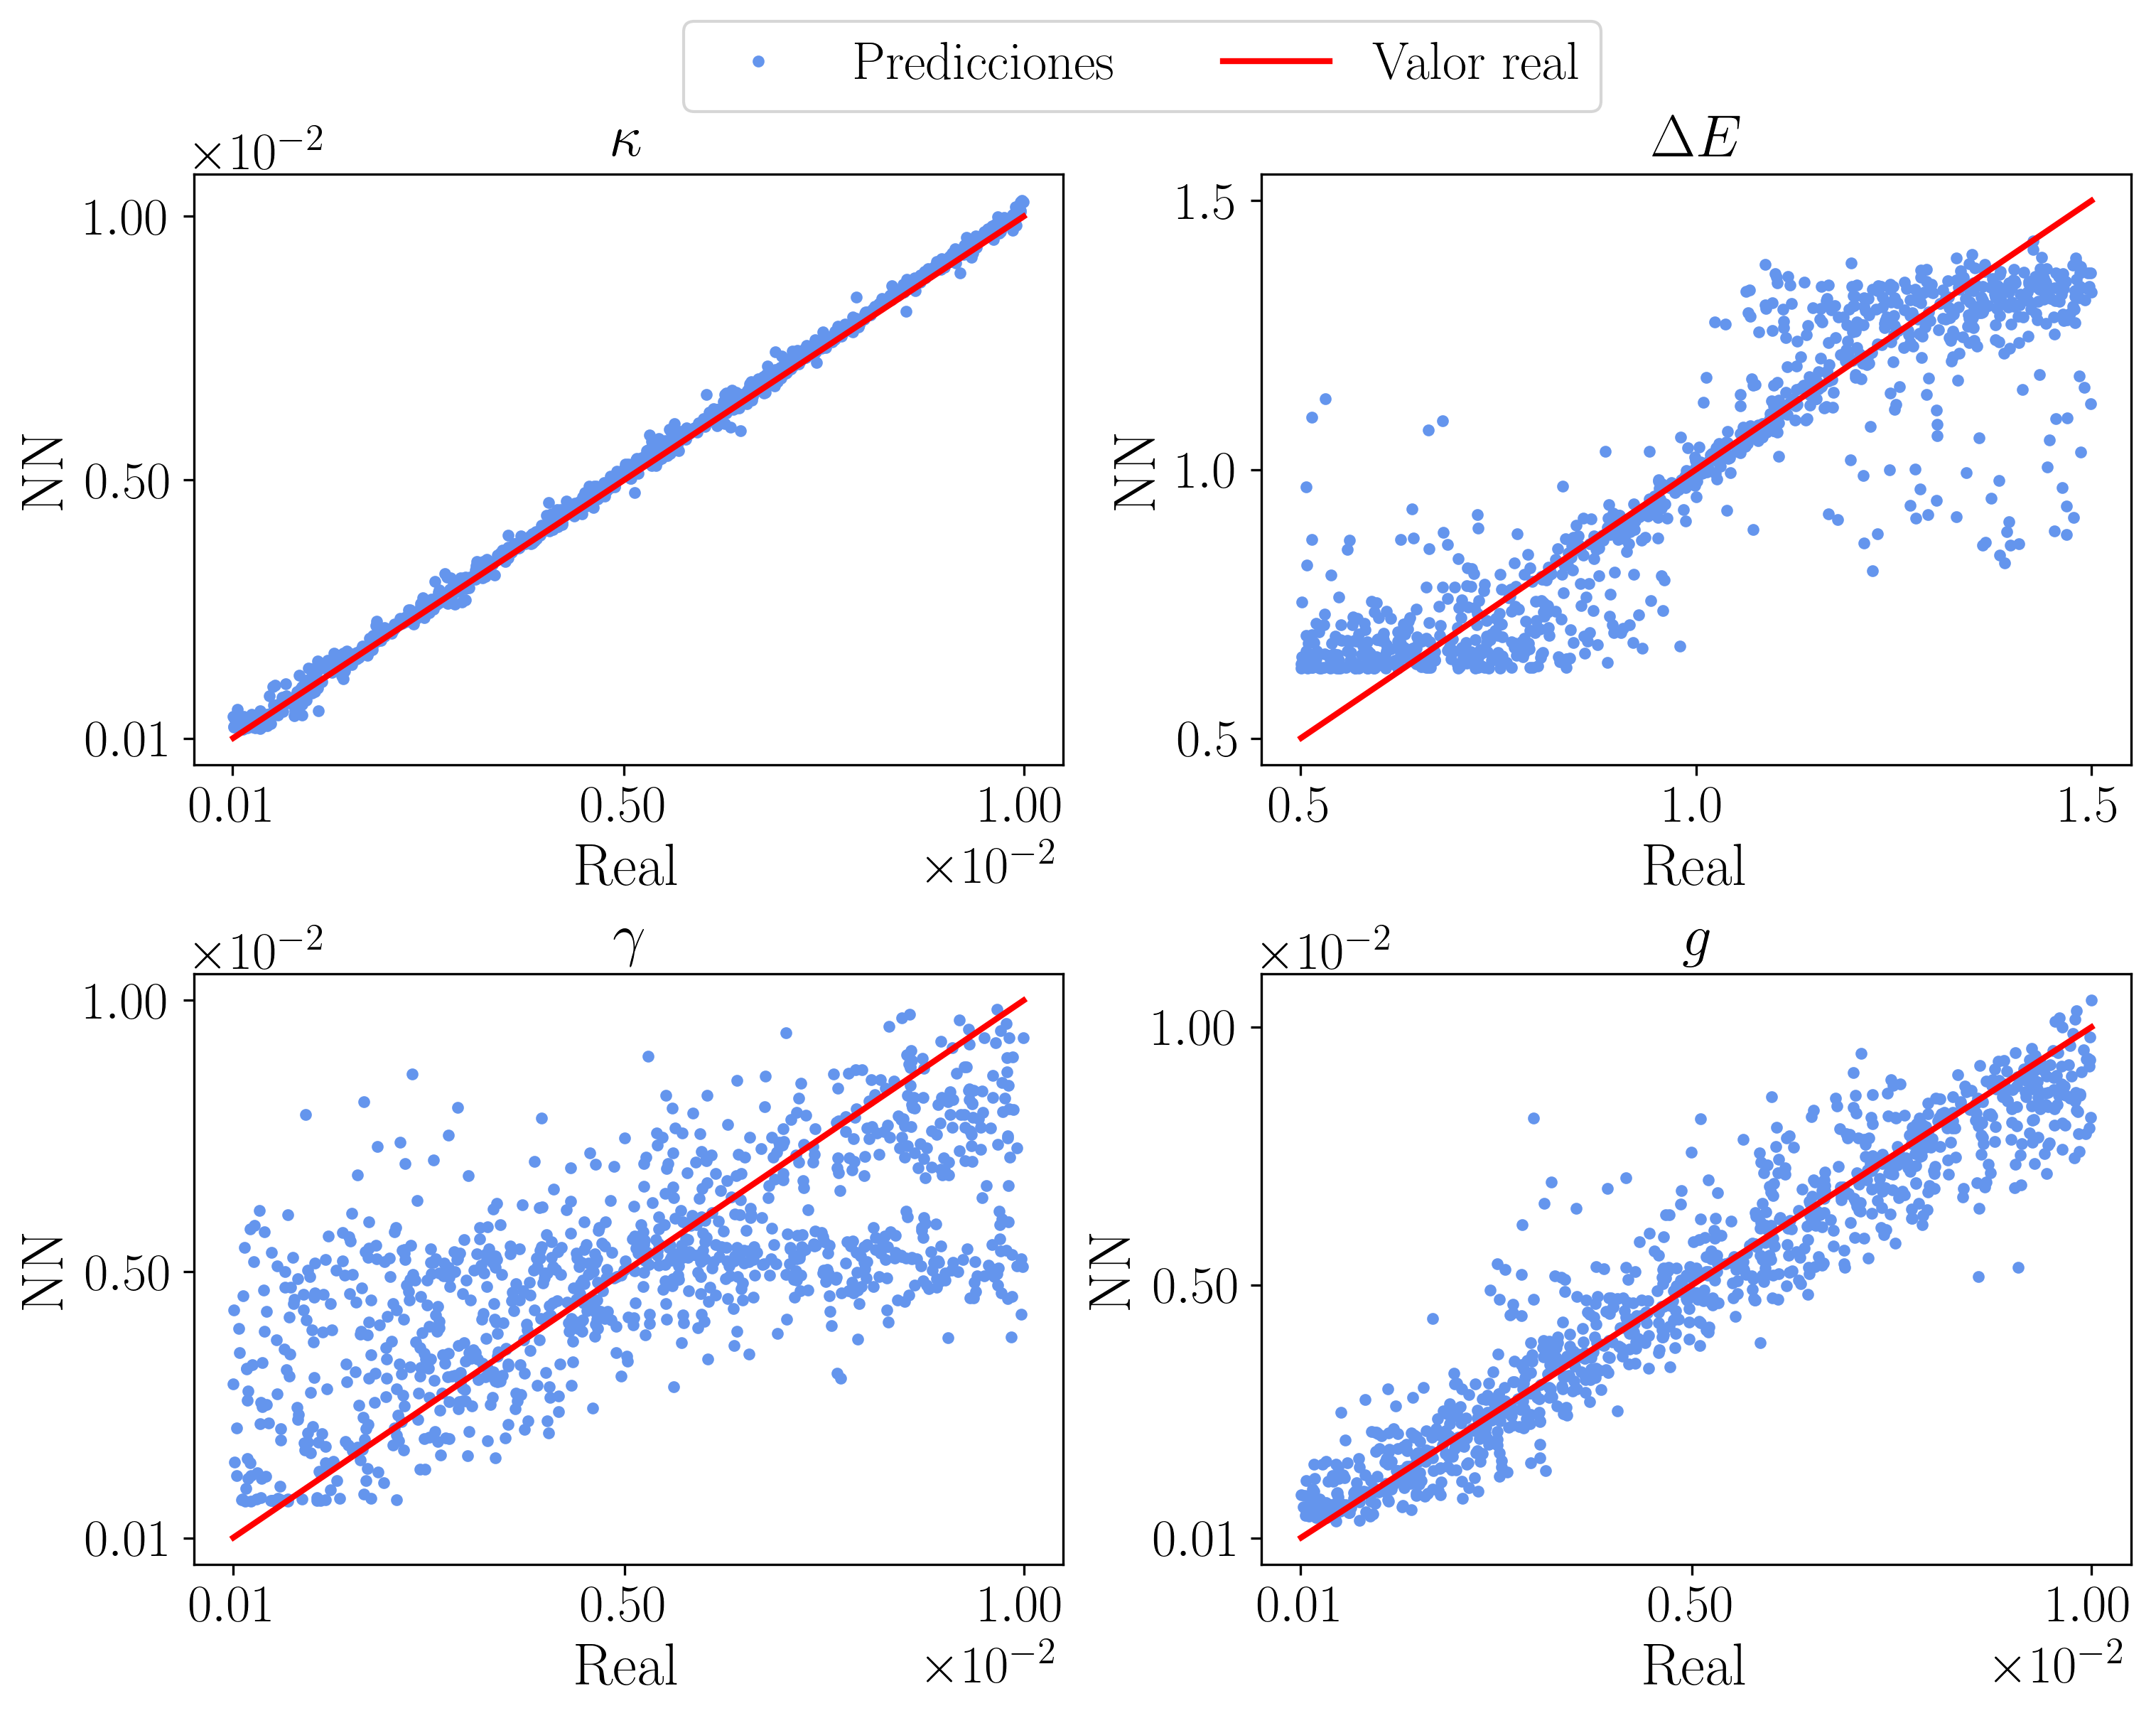 Predicciones Valor real
×10⁻² κ
NN
1.00
0.50
0.01
0.01 0.50 1.00
Real ×10⁻²
ΔE
NN
1.5
1.0
0.5
0.5 1.0 1.5
Real
×10⁻² γ
NN
1.00
0.50
0.01
0.01 0.50 1.00
Real ×10⁻²
×10⁻² g
NN
1.00
0.50
0.01
0.01 0.50 1.00
Real ×10⁻²